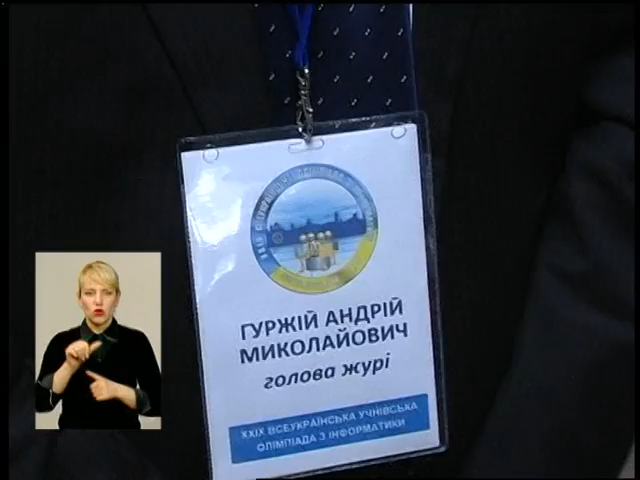 ГУРЖІЙ АНДРІЙ
МИКОЛАЙОВИЧ
голова журі
XXIX ВСЕУКРАЇНСЬКА УЧНІВСЬКА
ОЛІМПІАДА З ІНФОРМАТИКИ